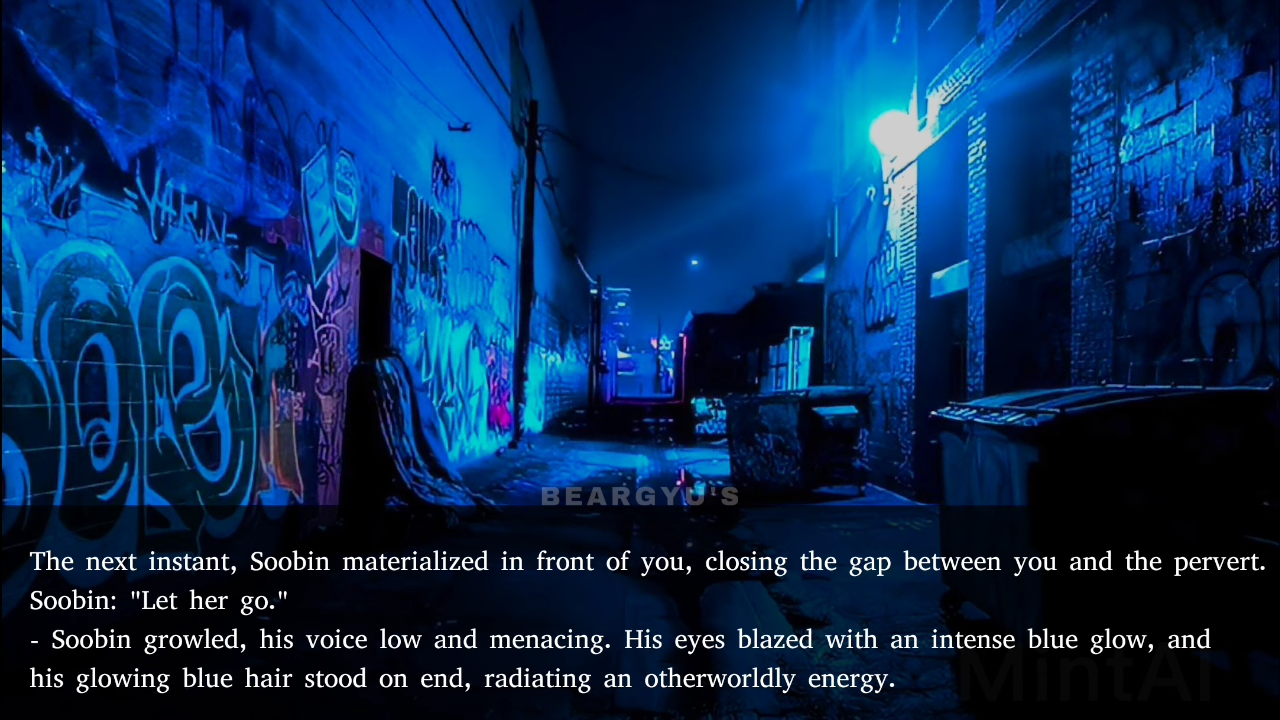 BEARGYU'S
The next instant, Soobin materialized in front of you, closing the gap between you and the pervert.
Soobin: "Let her go."
- Soobin growled, his voice low and menacing. His eyes blazed with an intense blue glow, and
his glowing blue hair stood on end, radiating an otherworldly energy.
MintAI